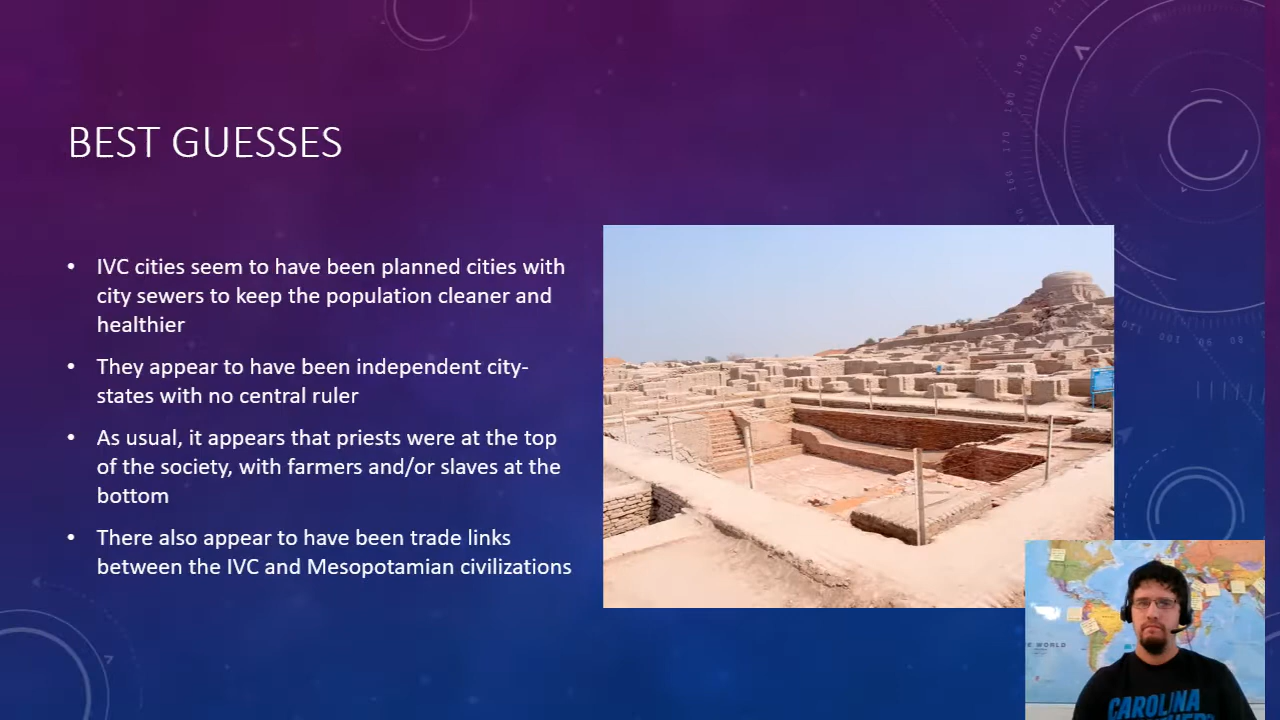 BEST GUESSES
• IVC cities seem to have been planned cities with
city sewers to keep the population cleaner and
healthier
• They appear to have been independent city-
states with no central ruler
• As usual, it appears that priests were at the top
of the society, with farmers and/or slaves at the
bottom
• There also appear to have been trade links
between the IVC and Mesopotamian civilizations
CAROLINA